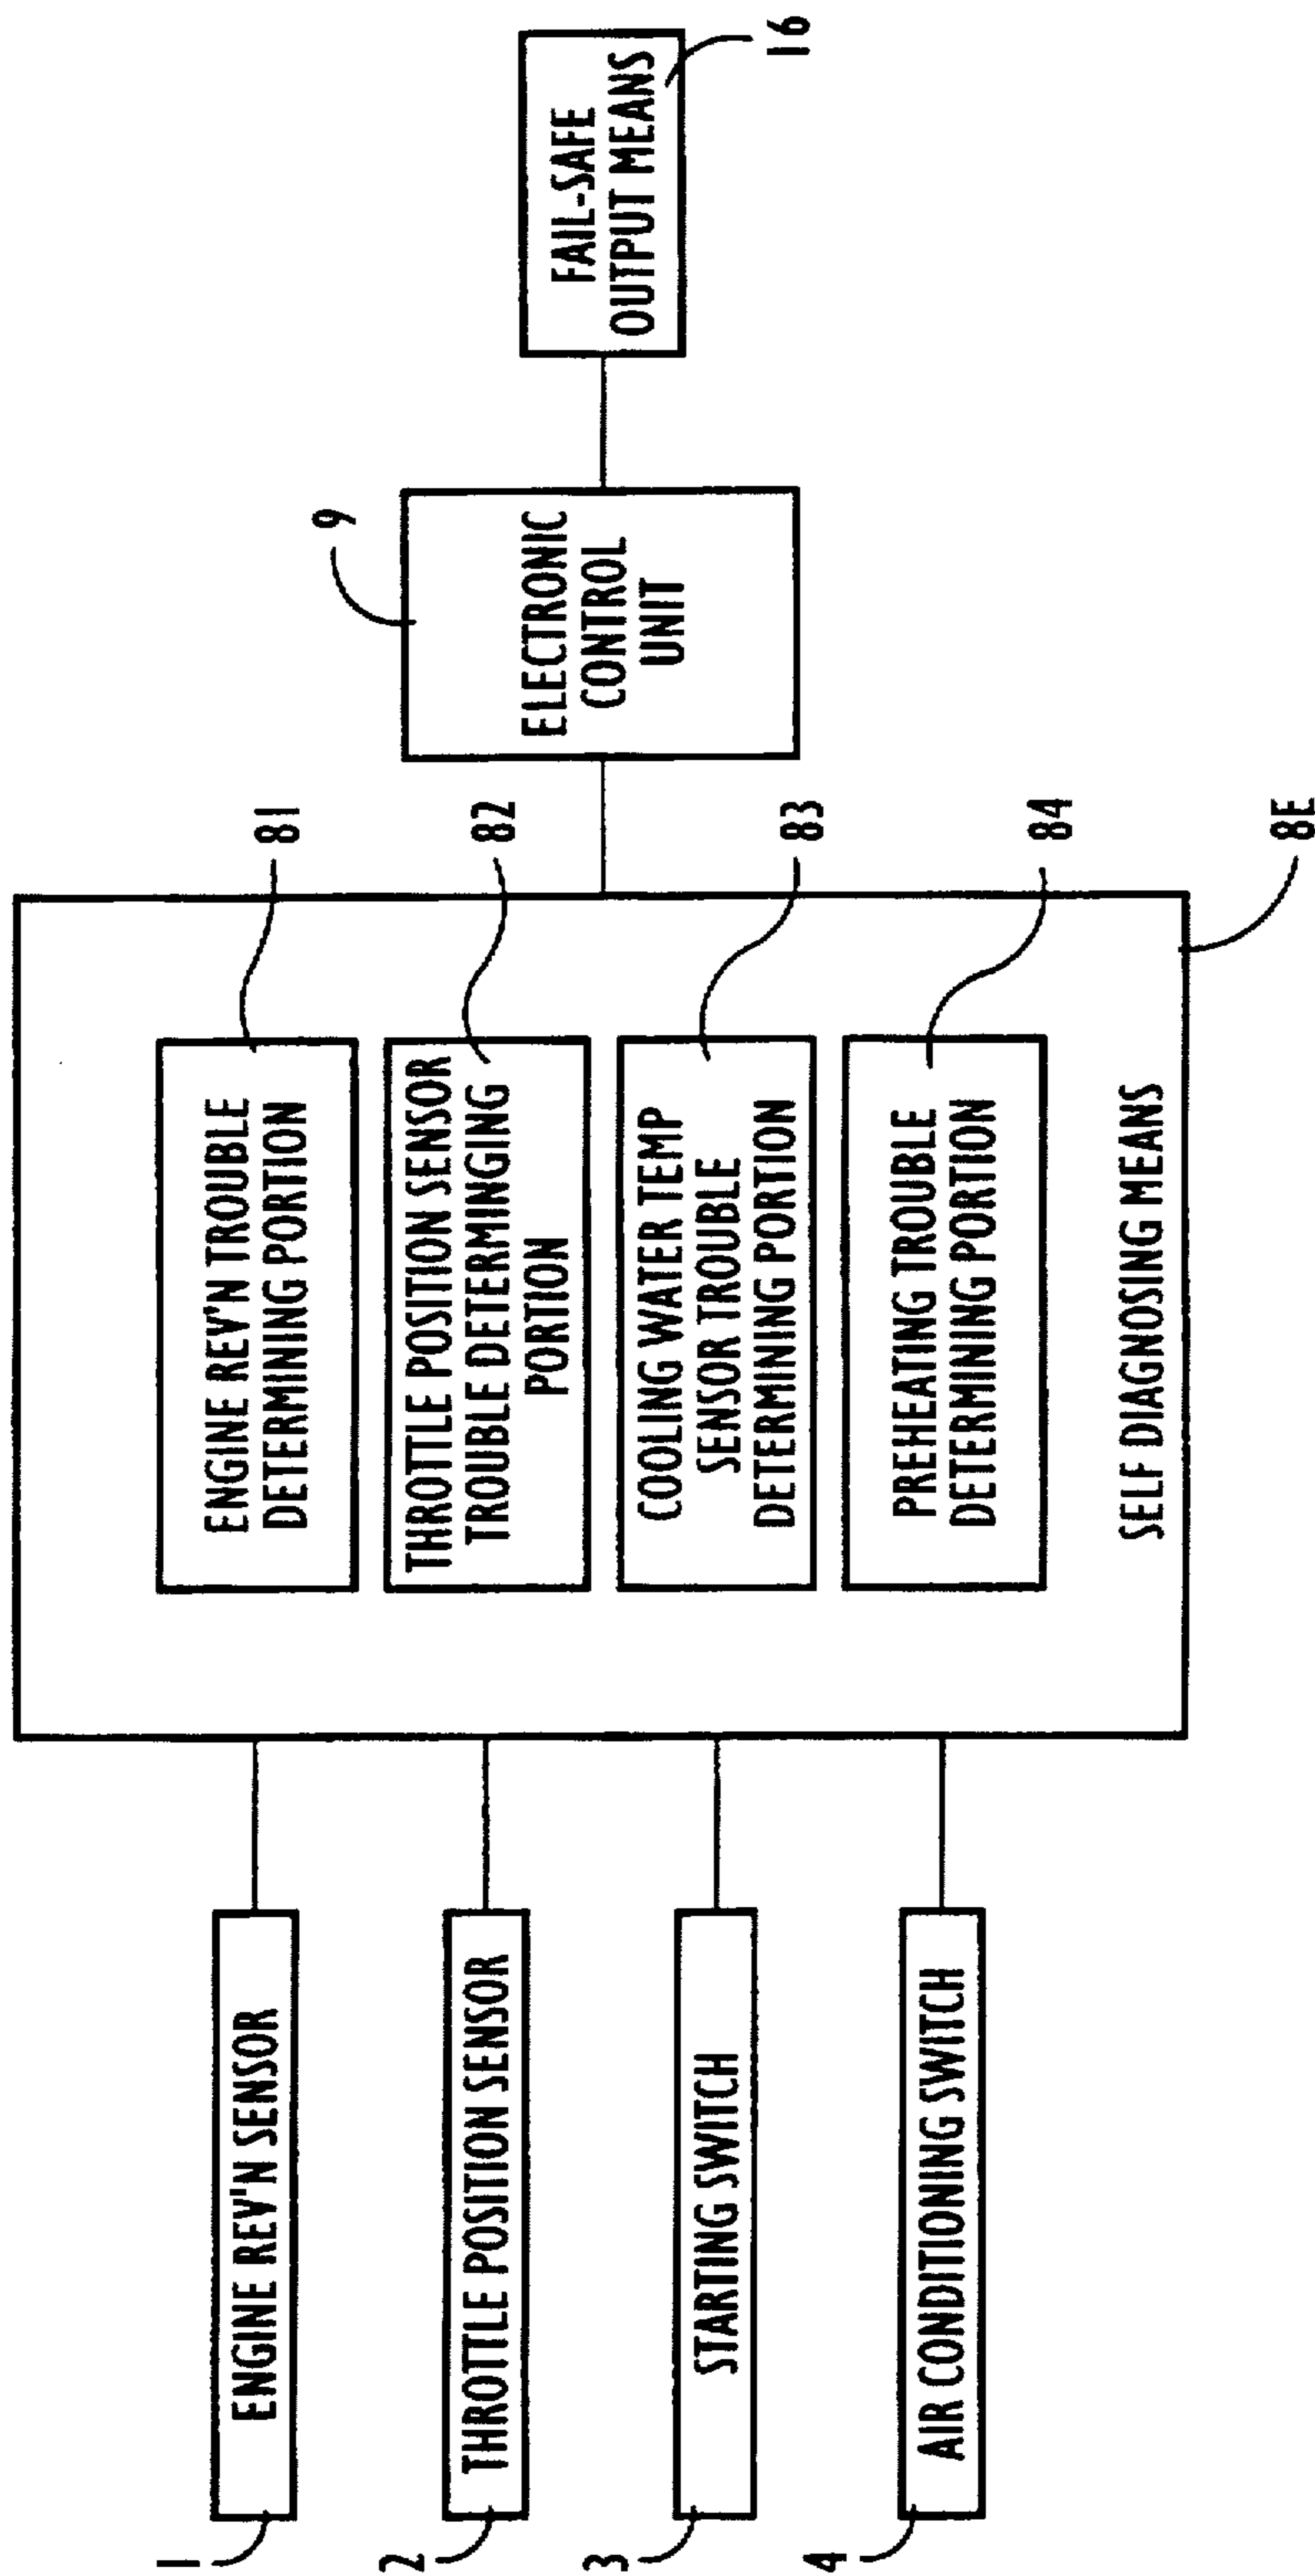 1
ENGINE REV'N SENSOR
2
THROTTLE POSITION SENSOR
3
STARTING SWITCH
4
AIR CONDITIONING SWITCH
81
ENGINE REV'N TROUBLE
DETERMINING PORTION
82
THROTTLE POSITION SENSOR
TROUBLE DETERMINGING
PORTION
83
COOLING WATER TEMP
SENSOR TROUBLE
DETERMINING PORTION
84
PREHEATING TROUBLE
DETERMINING PORTION
SELF DIAGNOSING MEANS
8E
9
ELECTRONIC
CONTROL
UNIT
FAIL-SAFE
OUTPUT MEANS
16